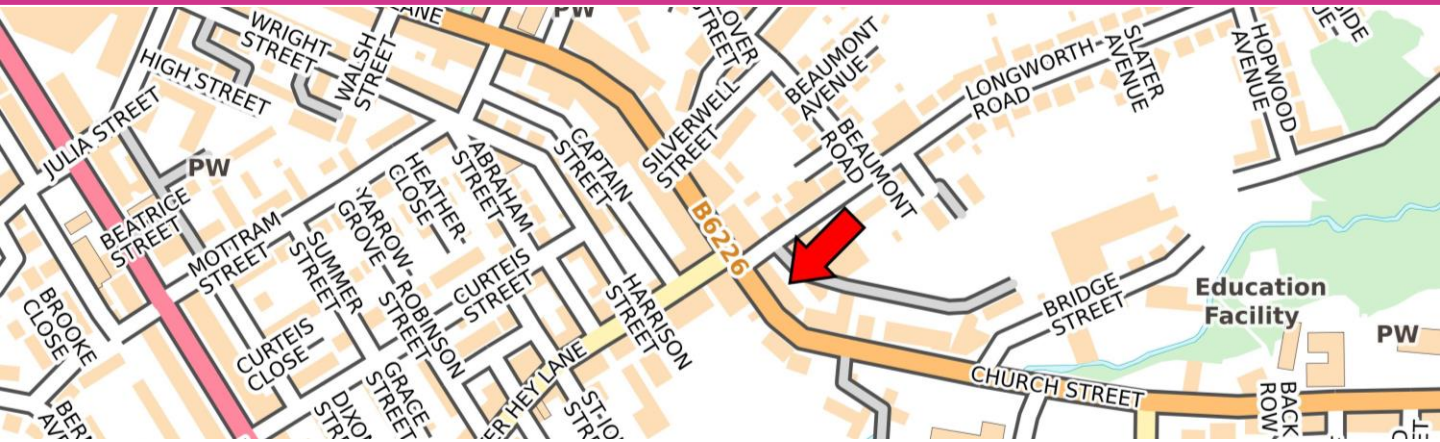 LANE
PW
WRIGHT
STREET
WALSH
STREET
HIGH STREET
JULIA STREET
PW
BEATRICE
STREET
MOTTRAM
STREET
BROOKE
CLOSE
HEATHER
CLOSE
YARROW
GROVE
SUMMER
STREET
ROBINSON
STREET
CURTEIS
STREET
CURTEIS
CLOSE
GRACE
STREET
ABRAHAM
STREET
CAPTAIN
STREET
HARRISON
STREET
HEY LANE
SILVERWELL
STREET
STREET
B6226
BEAUMONT
AVENUE
BEAUMONT
ROAD
LONGWORTH
ROAD
SLATER
AVENUE
HOPWOOD
AVENUE
BRIDGE
STREET
CHURCH STREET
Education
Facility
PW
BACK
ROW